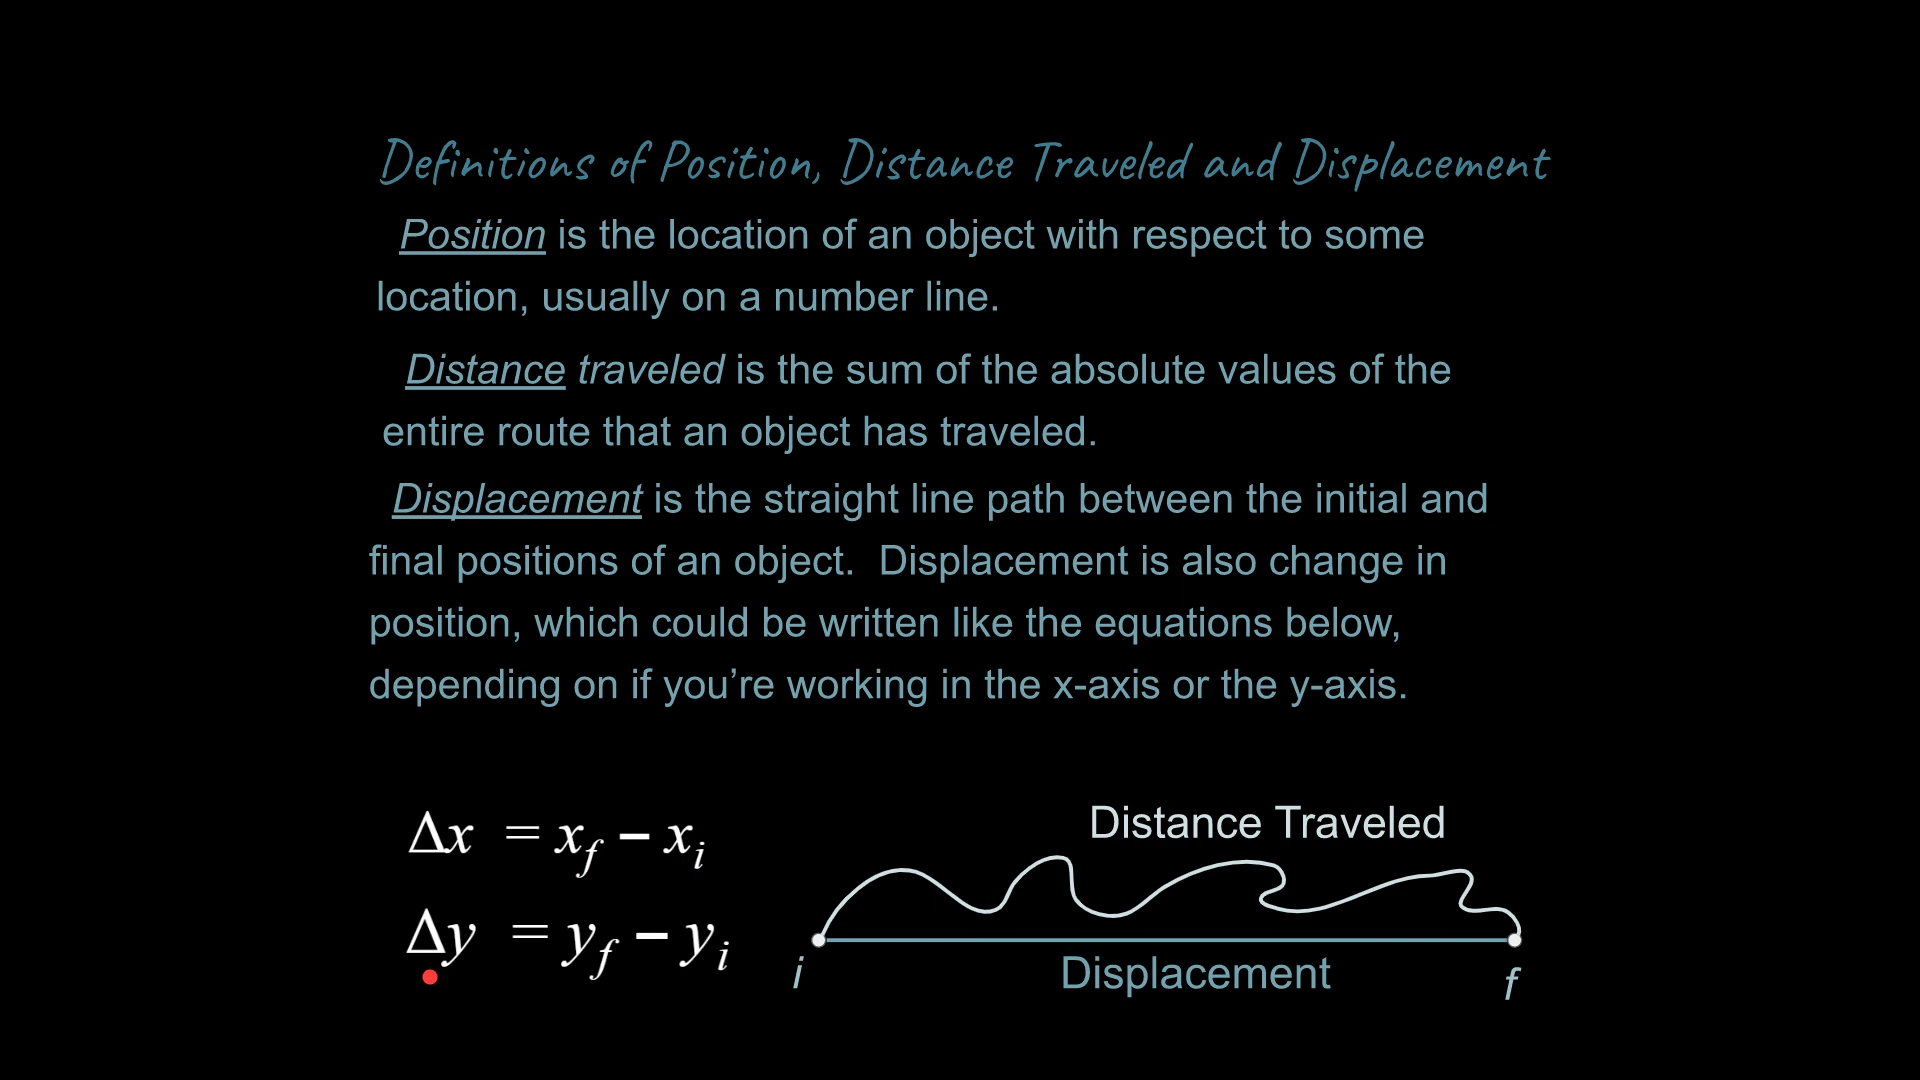 Definitions of Position, Distance Traveled and Displacement
Position is the location of an object with respect to some
location, usually on a number line.
Distance traveled is the sum of the absolute values of the
entire route that an object has traveled.
Displacement is the straight line path between the initial and
final positions of an object.  Displacement is also change in
position, which could be written like the equations below,
depending on if you’re working in the x-axis or the y-axis.
Δx = x_f − x_i
Δy = y_f − y_i
Distance Traveled
i
Displacement
f